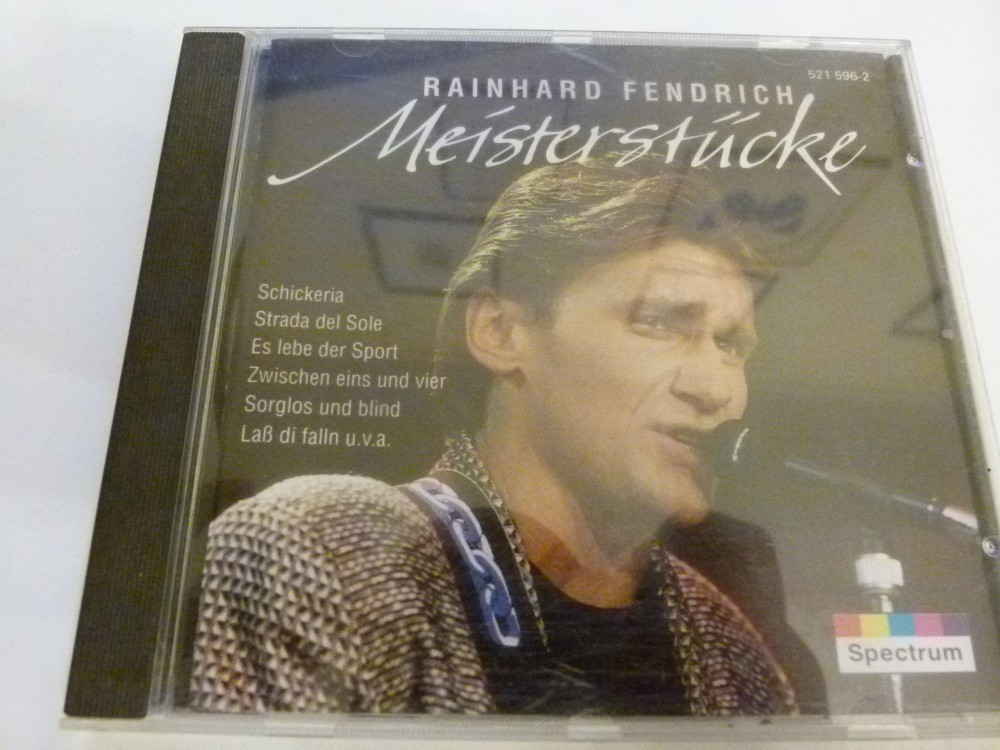 521 596-2
RAINHARD FENDRICH
Meisterstücke
Schickeria
Strada del Sole
Es lebe der Sport
Zwischen eins und vier
Sorglos und blind
Laß di falln u.v.a.
Spectrum